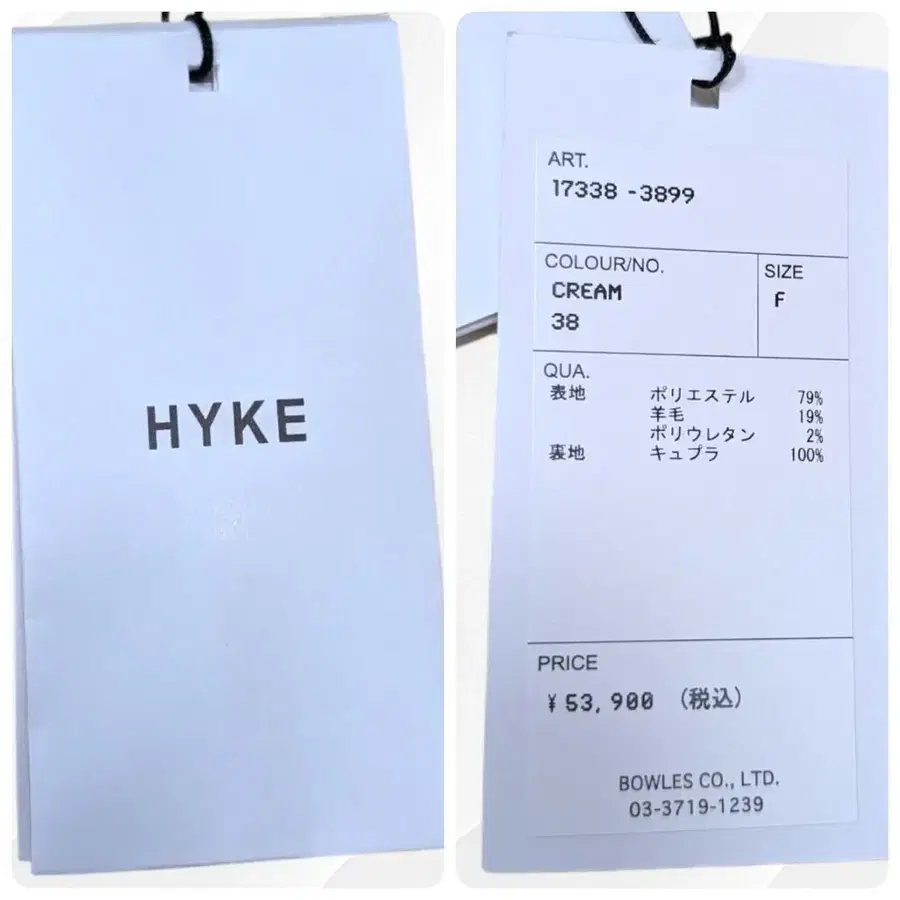 HYKE
ART.
17338 -3899
COLOUR/NO.
CREAM
38
SIZE
F
QUA.
表地 ポリエステル 79%
羊毛 19%
ポリウレタン 2%
裏地 キュプラ 100%
PRICE
¥53,900 (税込)
BOWLES CO., LTD.
03-3719-1239